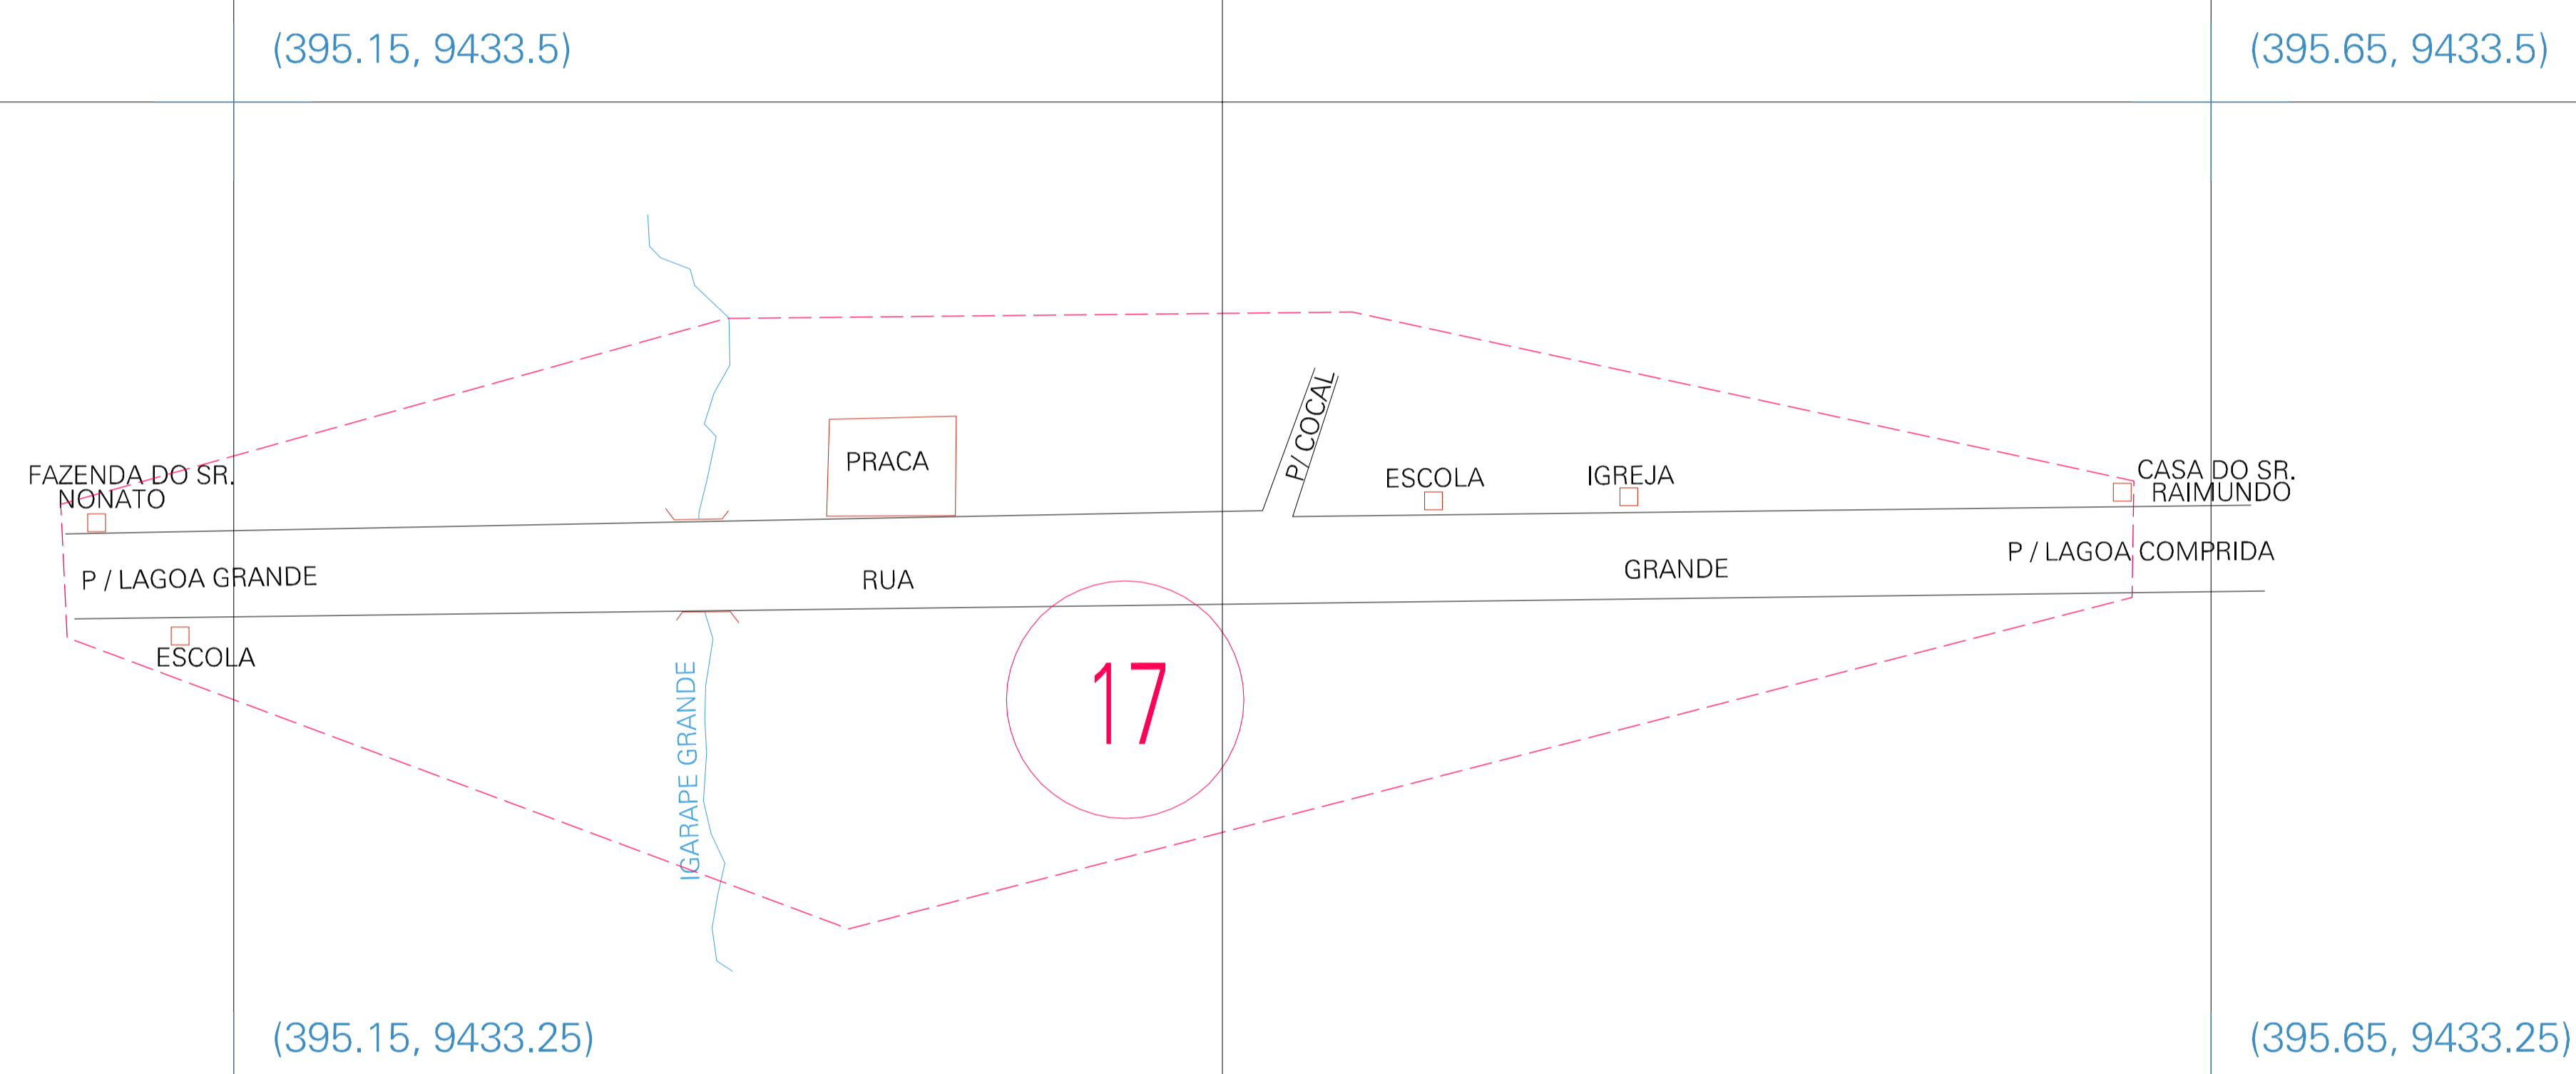 (395.15, 9433.5)
(395.65, 9433.5)
P/ COCAL
PRACA
FAZENDA DO SR.
NONATO
ESCOLA
IGREJA
CASA DO SR.
RAIMUNDO
P / LAGOA GRANDE
RUA
GRANDE
P / LAGOA COMPRIDA
ESCOLA
IGARAPE GRANDE
17
(395.15, 9433.25)
(395.65, 9433.25)